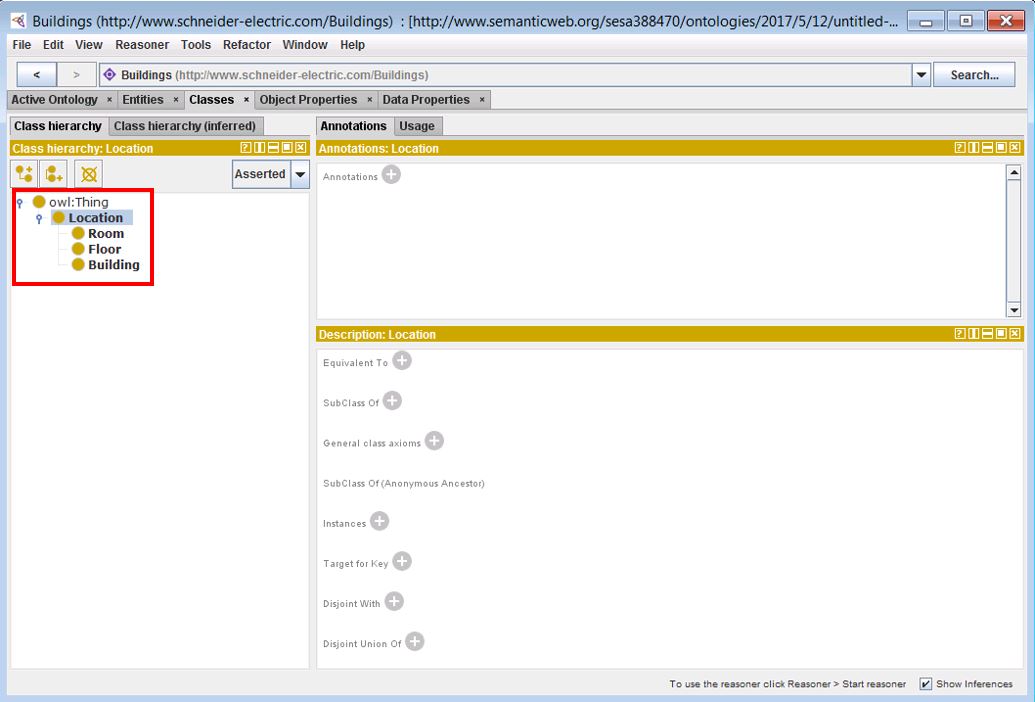 Buildings (http://www.schneider-electric.com/Buildings) : [http://www.semanticweb.org/sesa388470/ontologies/2017/5/12/untitled-...
File Edit View Reasoner Tools Refactor Window Help
< > Buildings (http://www.schneider-electric.com/Buildings) Search...
Active Ontology × Entities × Classes × Object Properties × Data Properties ×
Class hierarchy Class hierarchy (inferred) Annotations Usage
Class hierarchy: Location Annotations: Location
Asserted
Annotations
owl:Thing
Location
Room
Floor
Building
Description: Location
Equivalent To
SubClass Of
General class axioms
SubClass Of (Anonymous Ancestor)
Instances
Target for Key
Disjoint With
Disjoint Union Of
To use the reasoner click Reasoner > Start reasoner Show Inferences